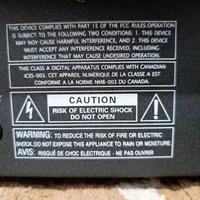 THIS DEVICE COMPLIES WITH PART 15 OF THE FCC RULES.OPERATION
IS SUBJECT TO THE FOLLOWING TWO CONDITIONS : 1. THIS DEVICE
MAY NOT CAUSE HARMFUL INTERFERENCE, AND 2. THIS DEVICE
MUST ACCEPT ANY INTERFERENCE RECEIVED, INCLUDING
INTERFERENCE THAT MAY CAUSE UNDESIRED OPERATION.
THIS CLASS A DIGITAL APPARATUS COMPLIES WITH CANADIAN
ICES-003. CET APPAREIL NUMERIQUE DE LA CLASSE A EST
CONFORME A LA NORME NMB-003 DU CANADA.
CAUTION
RISK OF ELECTRIC SHOCK
DO NOT OPEN
WARNING: TO REDUCE THE RISK OF FIRE OR ELECTRIC
SHOCK.DO NOT EXPOSE THIS APPLIANCE TO RAIN OR MOISTURE.
AVIS: RISQUE DE CHOC ELECTRIQUE - NE PAS OUVRIR